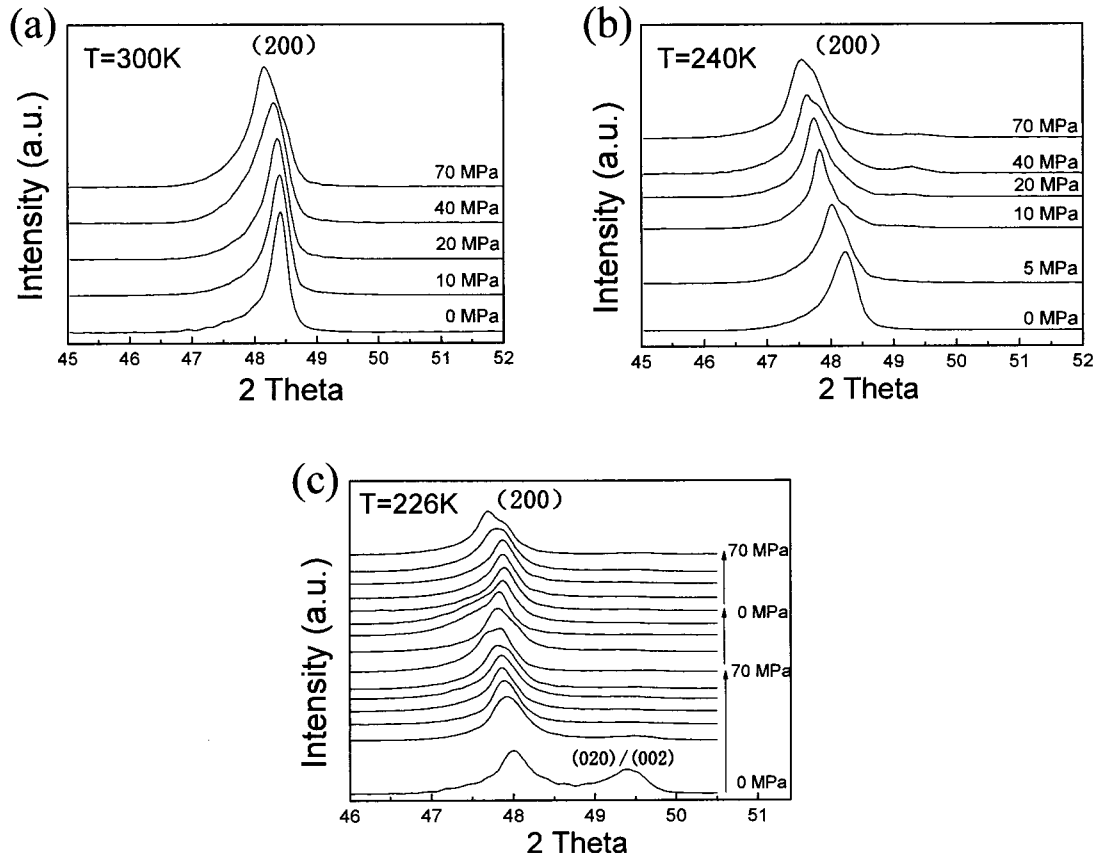 (a)
T=300K
(200)
Intensity (a.u.)
70 MPa
40 MPa
20 MPa
10 MPa
0 MPa
45 46 47 48 49 50 51 52
2 Theta
(b)
T=240K
(200)
Intensity (a.u.)
70 MPa
40 MPa
20 MPa
10 MPa
5 MPa
0 MPa
45 46 47 48 49 50 51 52
2 Theta
(c)
T=226K
(200)
Intensity (a.u.)
70 MPa
0 MPa
70 MPa
(020)/(002)
0 MPa
46 47 48 49 50 51
2 Theta